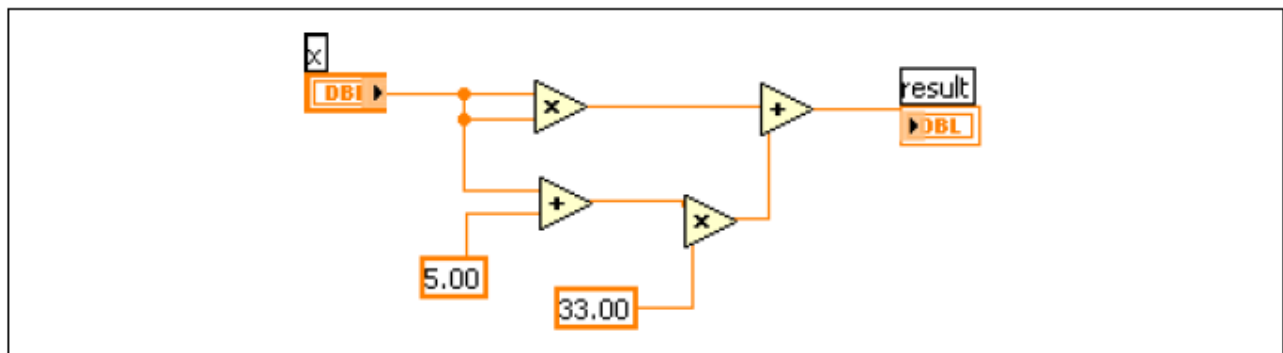 x
DBL
×
+
result
DBL
+
×
5.00
33.00